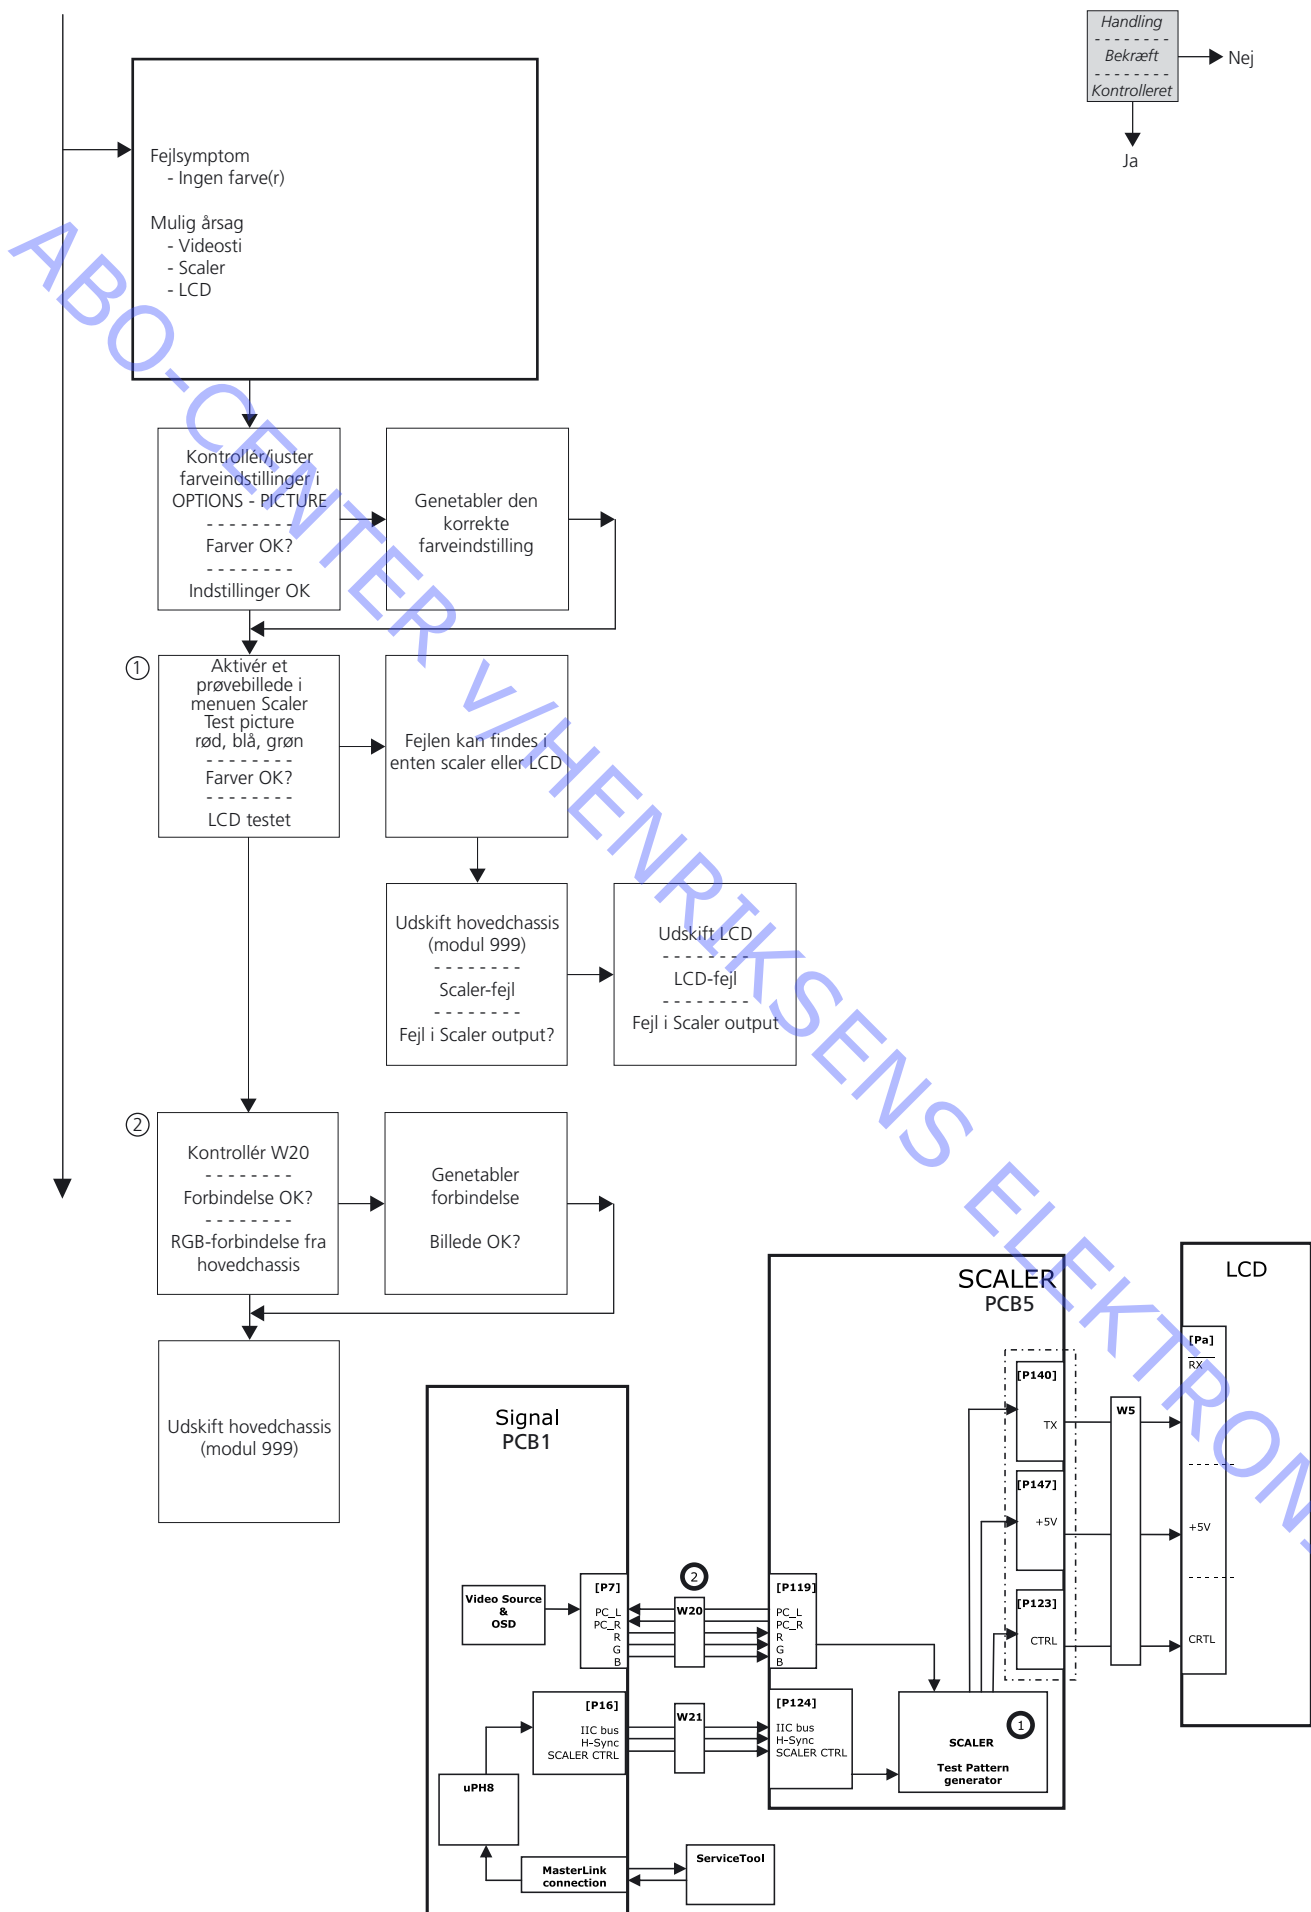 Handling
- - - - - - - -
Bekræft
- - - - - - - -
Kontrolleret
Nej
Ja
Fejlsymptom
- Ingen farve(r)
Mulig årsag
- Videosti
- Scaler
- LCD
Kontrollér/juster
farveindstillinger i
OPTIONS - PICTURE
- - - - - - - -
Farver OK?
- - - - - - - -
Indstillinger OK
Genetabler den
korrekte
farveindstilling
1
Aktivér et
prøvebillede i
menuen Scaler
Test picture
rød, blå, grøn
- - - - - - - -
Farver OK?
- - - - - - - -
LCD testet
Fejlen kan findes i
enten scaler eller LCD
Udskift hovedchassis
(modul 999)
- - - - - - - -
Scaler-fejl
- - - - - - - -
Fejl i Scaler output?
Udskift LCD
- - - - - - - -
LCD-fejl
- - - - - - - -
Fejl i Scaler output
2
Kontrollér W20
- - - - - - - -
Forbindelse OK?
- - - - - - - -
RGB-forbindelse fra
hovedchassis
Genetabler
forbindelse
Billede OK?
Udskift hovedchassis
(modul 999)
Signal
PCB1
Video Source
&
OSD
[P7]
PC_L
PC_R
R
G
B
2
W20
[P16]
IIC bus
H-Sync
SCALER CTRL
W21
uPH8
MasterLink
connection
ServiceTool
SCALER
PCB5
[P119]
PC_L
PC_R
R
G
B
[P124]
IIC bus
H-Sync
SCALER CTRL
1
SCALER
Test Pattern
generator
[P140]
TX
[P147]
+5V
[P123]
CTRL
W5
LCD
[Pa]
RX
+5V
CRTL
ABO-CENTER v/HENRIKSENS ELEKTRON